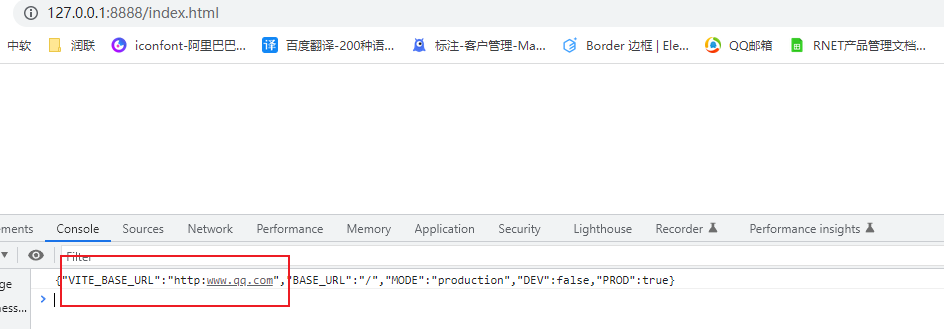 127.0.0.1:8888/index.html
中软 润联 iconfont-阿里巴巴... 译 百度翻译-200种语... 标注-客户管理-Ma... Border 边框 | Ele... QQ邮箱 RNET产品管理文档...
ements Console Sources Network Performance Memory Application Security Lighthouse Recorder Performance insights
Filter
ge {"VITE_BASE_URL":"http:www.qq.com","BASE_URL":"/","MODE":"production","DEV":false,"PROD":true}
ness...